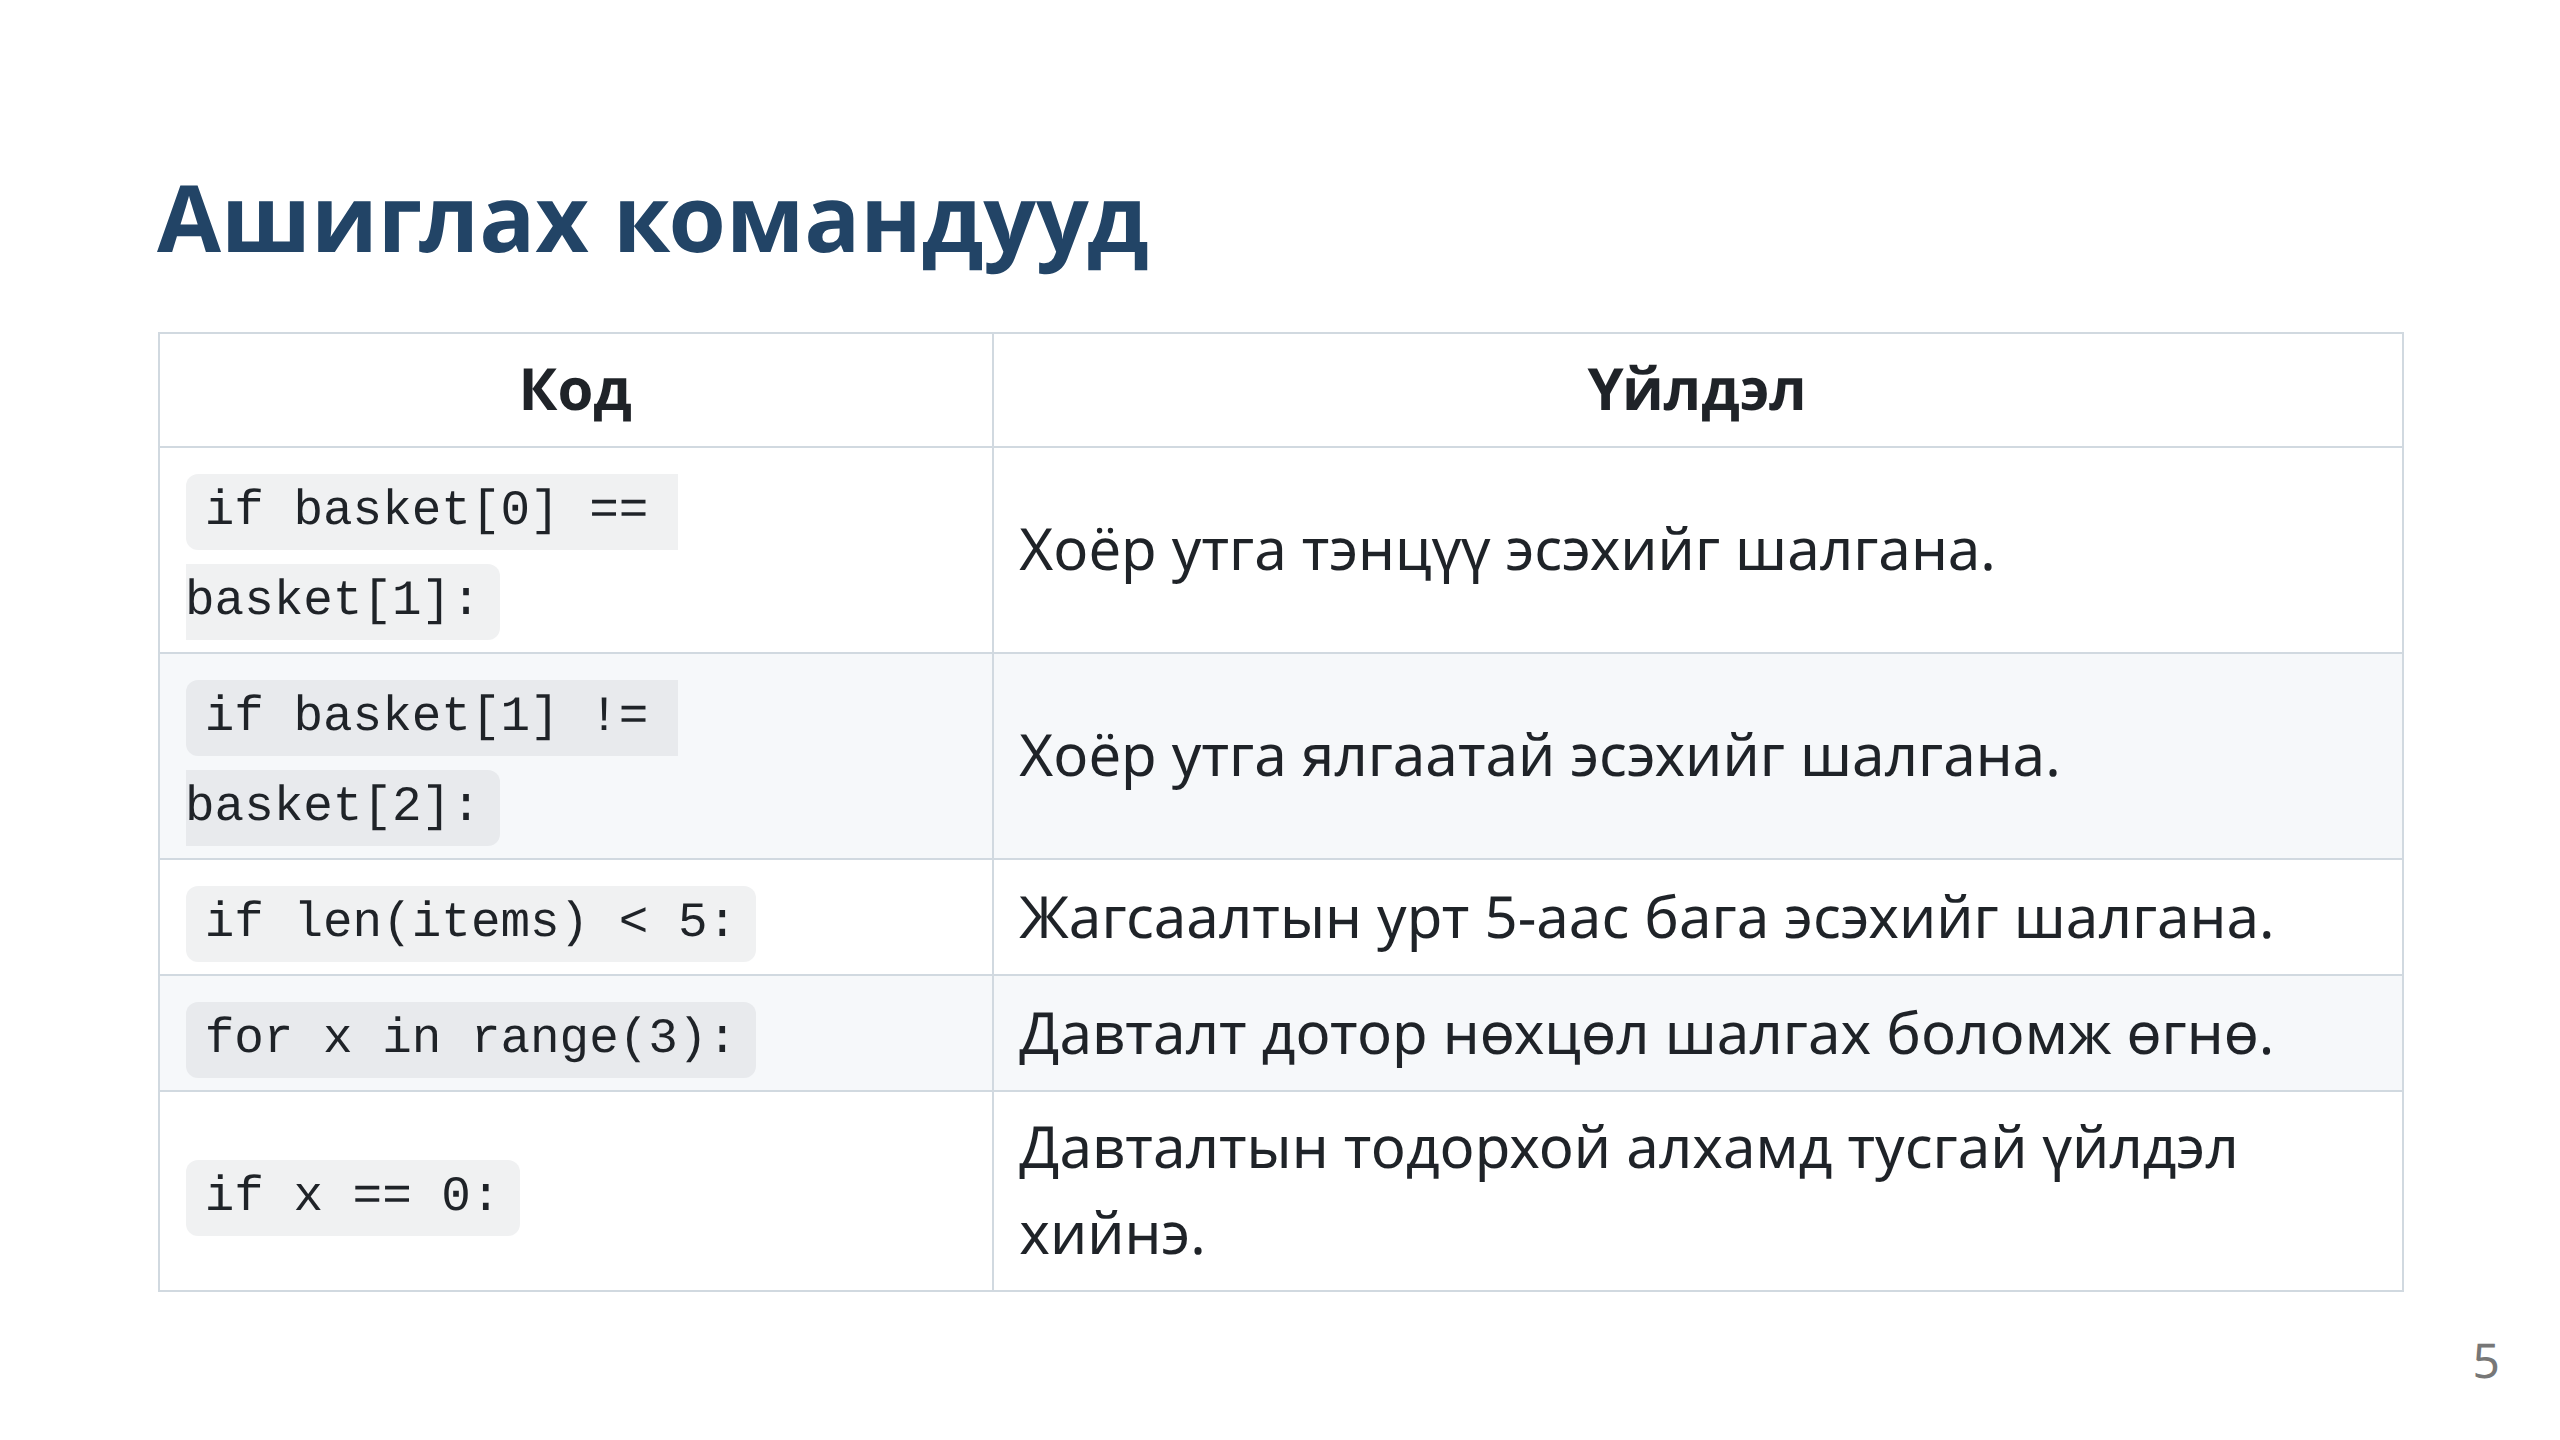 Ашиглах командууд
Код
Үйлдэл
if basket[0] ==
basket[1]:
Хоёр утга тэнцүү эсэхийг шалгана.
if basket[1] !=
basket[2]:
Хоёр утга ялгаатай эсэхийг шалгана.
if len(items) < 5:
Жагсаалтын урт 5-аас бага эсэхийг шалгана.
for x in range(3):
Давталт дотор нөхцөл шалгах боломж өгнө.
if x == 0:
Давталтын тодорхой алхамд тусгай үйлдэл
хийнэ.
5